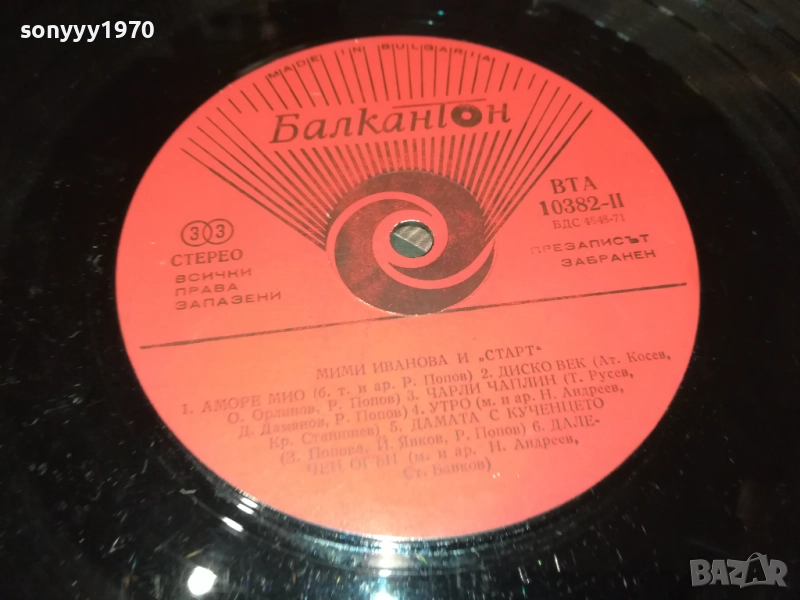 sonyyy1970
MADE IN BULGARIA
Балкантон
ВТА
10382-II
БДС 4848-71
33
СТЕРЕО
ВСИЧКИ
ПРАВА
ЗАПАЗЕНИ
ПРЕЗАПИСЪТ
ЗАБРАНЕН
МИМИ ИВАНОВА И „СТАРТ"
1. АМОРЕ МИО (б. т. и ар. Р. Попов) 2. ДИСКО ВЕК (Ат. Косев,
О. Орлинов, Р. Попов) 3. ЧАРЛИ ЧАПЛИН (Т. Русев,
Д. Дамянов, Р. Попов) 4. УТРО (м. и ар. Н. Андреев,
Кр. Станишев) 5. ДАМАТА С КУЧЕНЦЕТО
(З. Попова, Й. Янков, Р. Попов) 6. ДАЛЕ-
ЧЕН ОГЪН (м. и ар. Н. Андреев,
Ст. Банков)
BAZAR